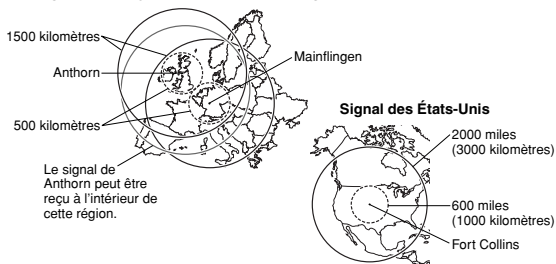 1500 kilomètres
Anthorn
500 kilomètres
Le signal de
Anthorn peut être
reçu à l'intérieur de
cette région.
Mainflingen
Signal des États-Unis
2000 miles
(3000 kilomètres)
600 miles
(1000 kilomètres)
Fort Collins